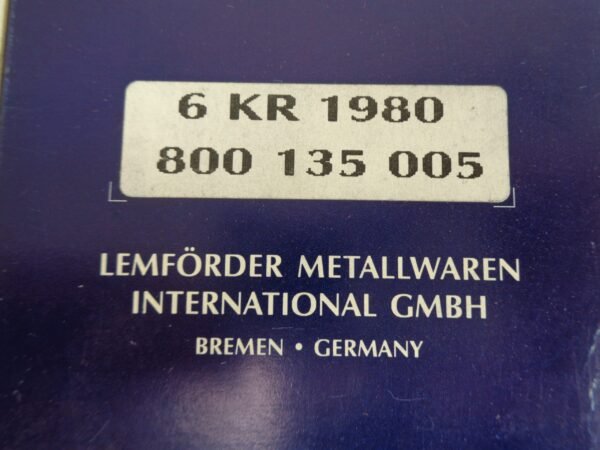 6 KR 1980
800 135 005
LEMFÖRDER METALLWAREN
INTERNATIONAL GMBH
BREMEN • GERMANY